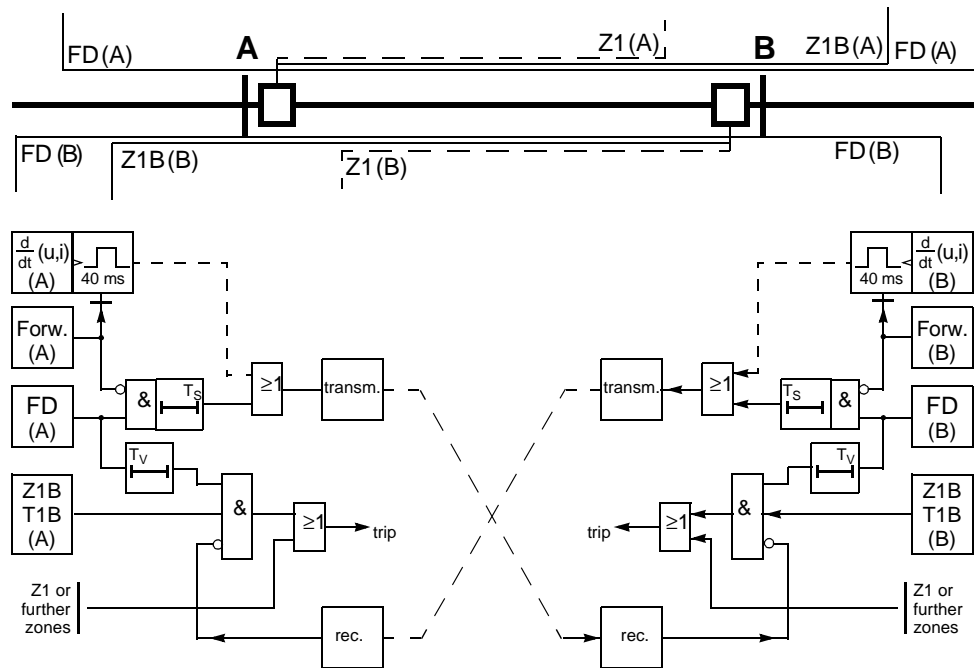 FD (A)
A
Z1 (A)
B
Z1B (A)
FD (A)
FD (B)
Z1B (B)
Z1 (B)
FD (B)
d
dt
(u,i)
(A)
40 ms
40 ms
d
dt
(u,i)
(B)
Forw.
(A)
Forw.
(B)
&
TS
≥1
transm.
transm.
≥1
TS
&
FD
(A)
FD
(B)
TV
TV
Z1B
T1B
(A)
&
≥1
trip
trip
≥1
&
Z1B
T1B
(B)
Z1 or
further
zones
rec.
rec.
Z1 or
further
zones